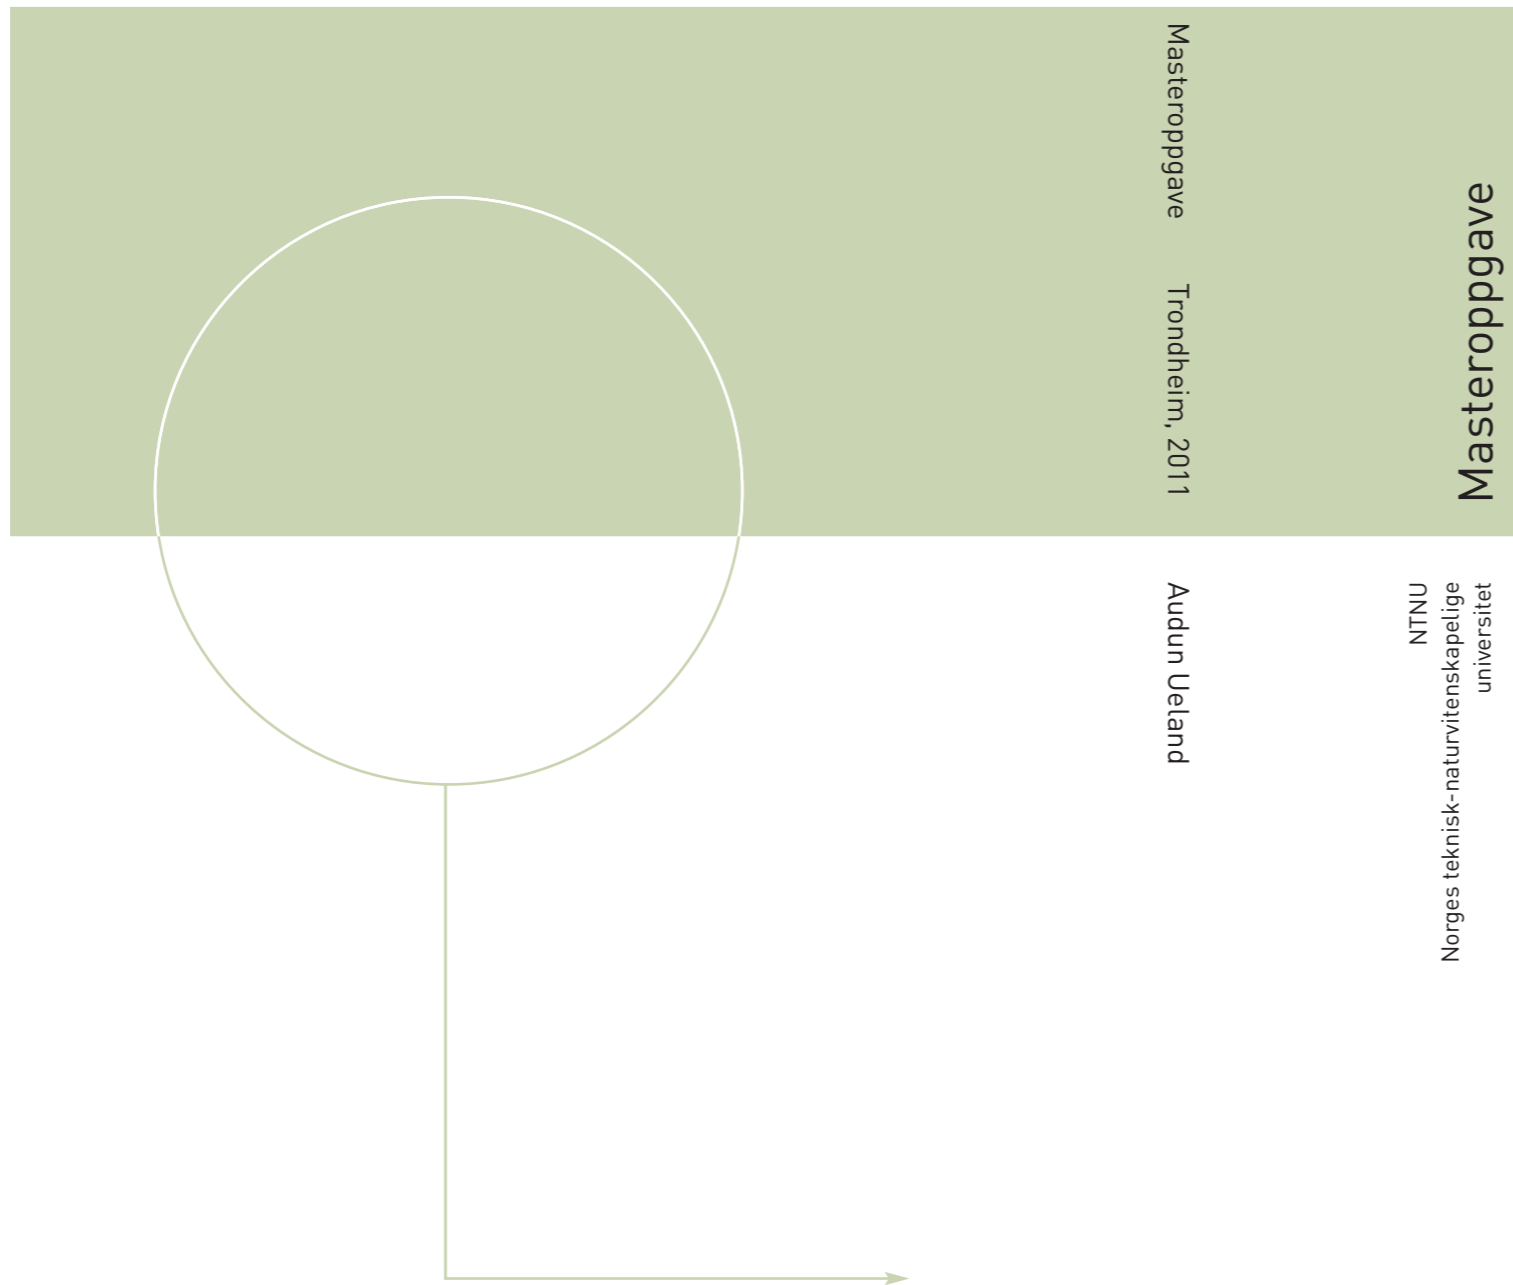 Masteroppgave
Trondheim, 2011
Audun Ueland
Masteroppgave
NTNU
Norges teknisk-naturvitenskapelige
universitet